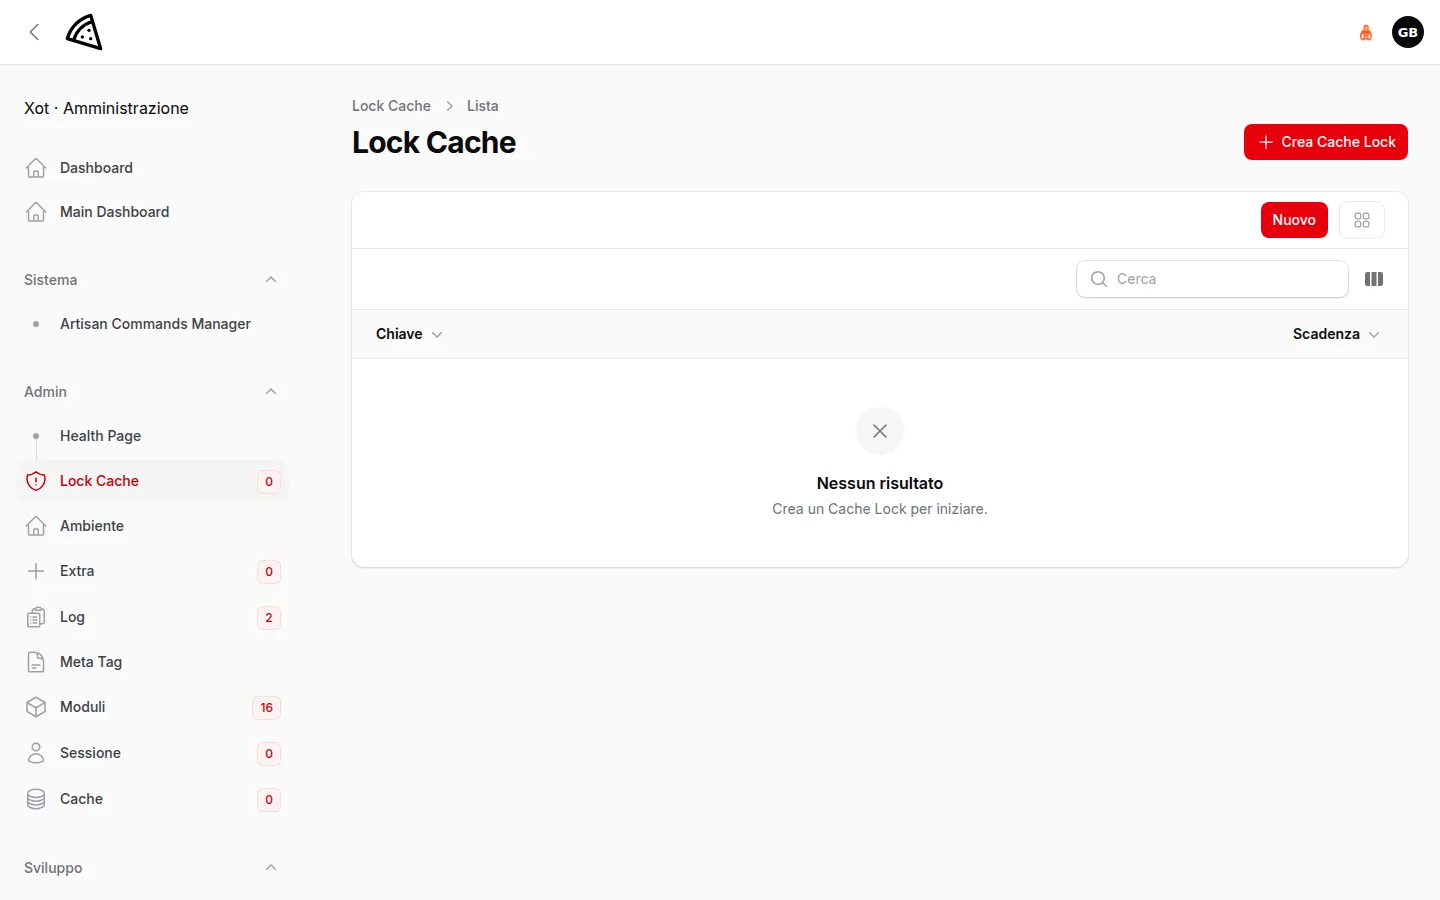 GB
Xot · Amministrazione
Dashboard
Main Dashboard
Sistema
Artisan Commands Manager
Admin
Health Page
Lock Cache 0
Ambiente
Extra 0
Log 2
Meta Tag
Moduli 16
Sessione 0
Cache 0
Sviluppo
Lock Cache > Lista
Lock Cache
Crea Cache Lock
Nuovo
Cerca
Chiave Scadenza
Nessun risultato
Crea un Cache Lock per iniziare.